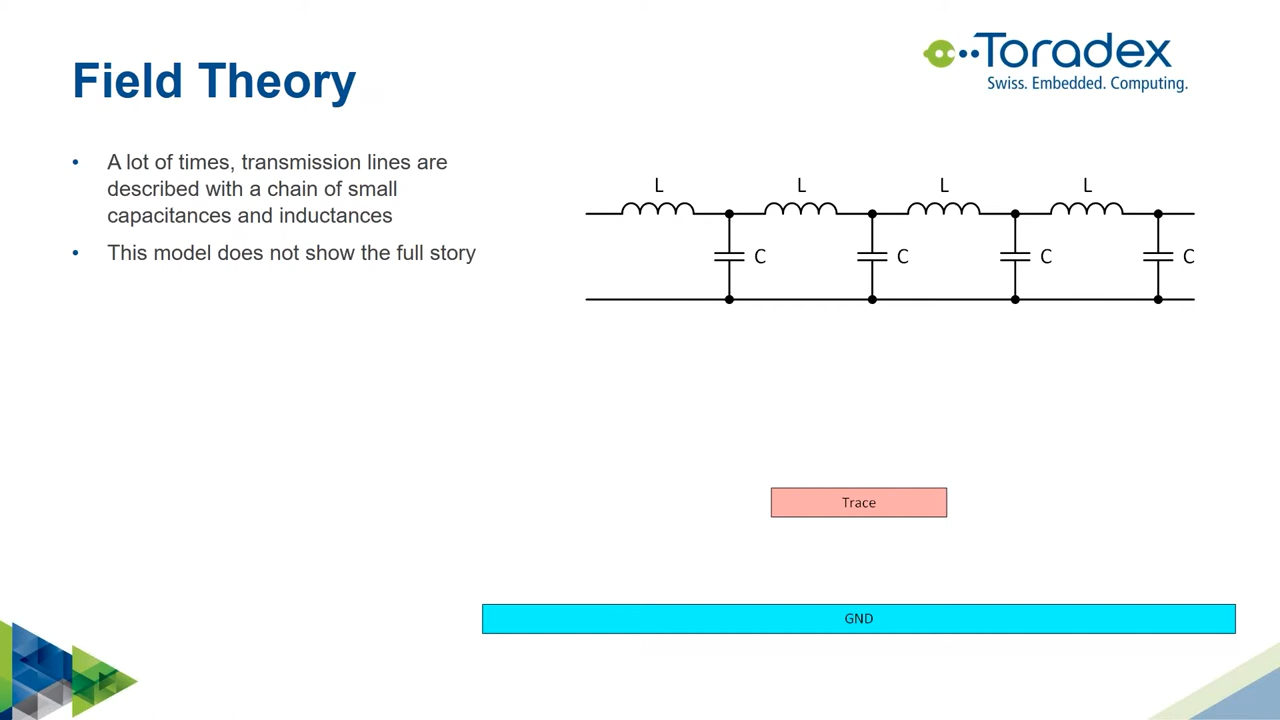 Toradex
Swiss. Embedded. Computing.
Field Theory
• A lot of times, transmission lines are
described with a chain of small
capacitances and inductances
• This model does not show the full story
L L L L
C C C C
Trace
GND